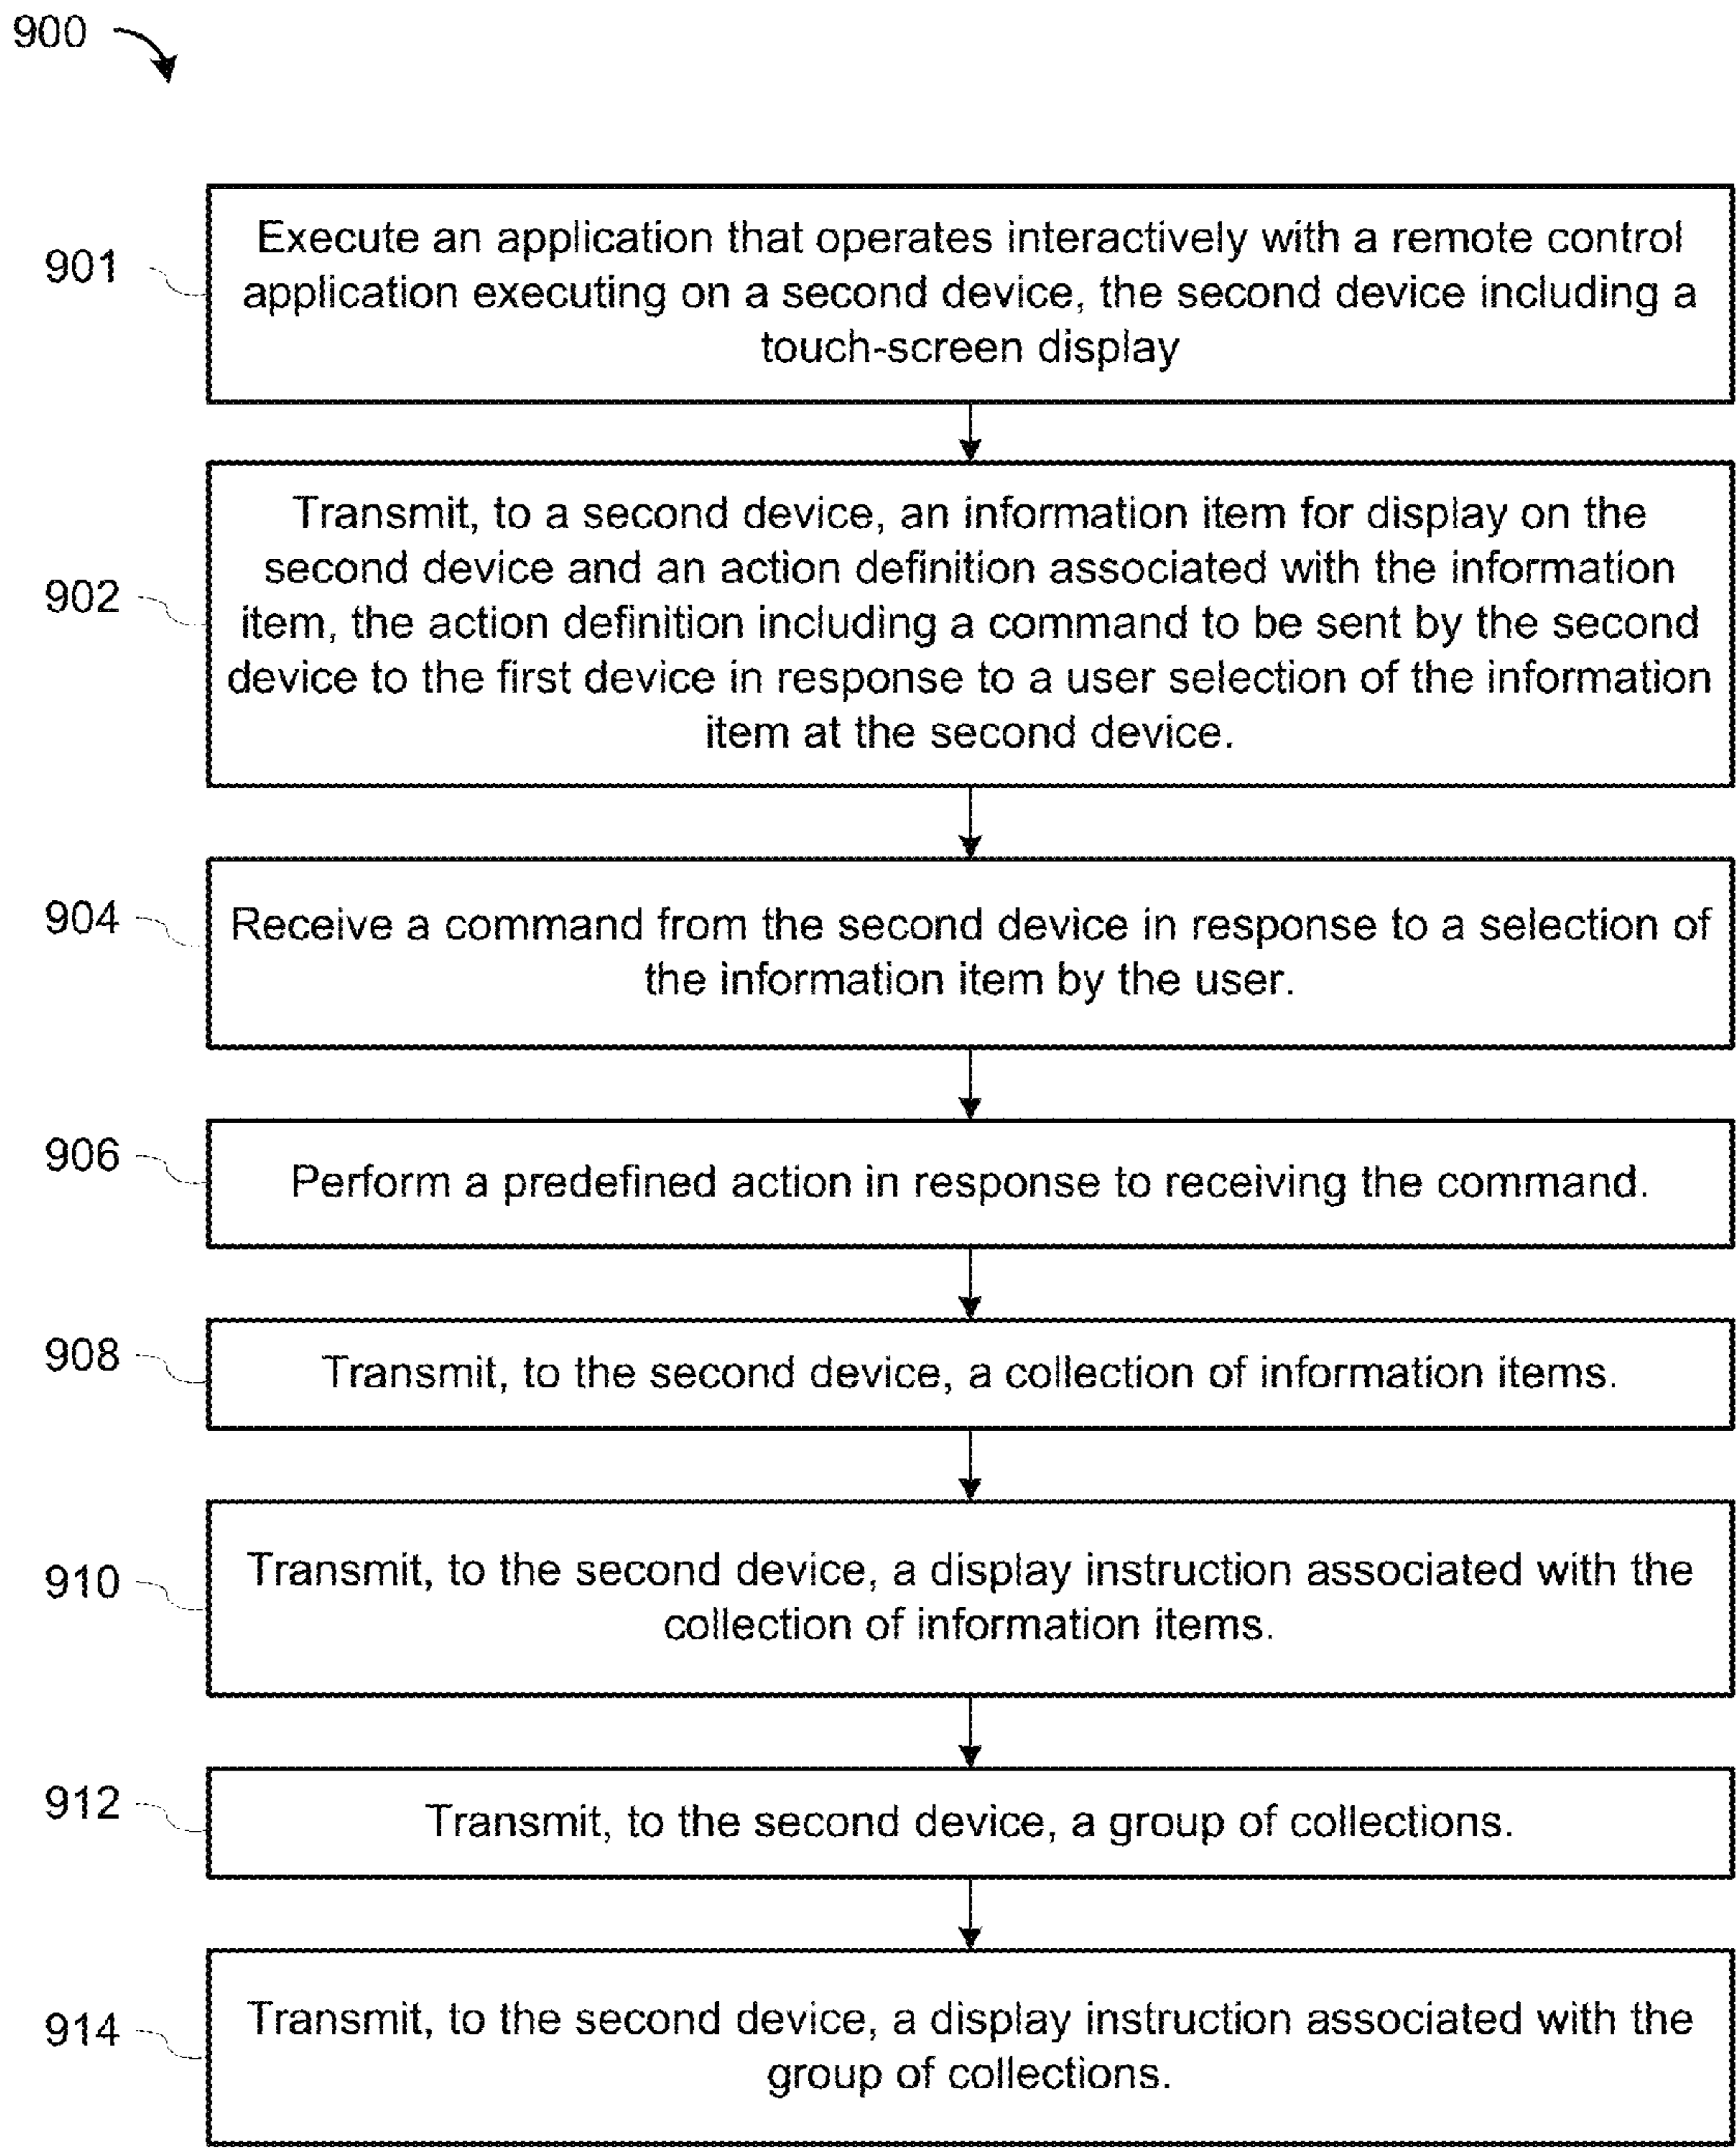 900
901
Execute an application that operates interactively with a remote control
application executing on a second device, the second device including a
touch-screen display
902
Transmit, to a second device, an information item for display on the
second device and an action definition associated with the information
item, the action definition including a command to be sent by the second
device to the first device in response to a user selection of the information
item at the second device.
904
Receive a command from the second device in response to a selection of
the information item by the user.
906
Perform a predefined action in response to receiving the command.
908
Transmit, to the second device, a collection of information items.
910
Transmit, to the second device, a display instruction associated with the
collection of information items.
912
Transmit, to the second device, a group of collections.
914
Transmit, to the second device, a display instruction associated with the
group of collections.